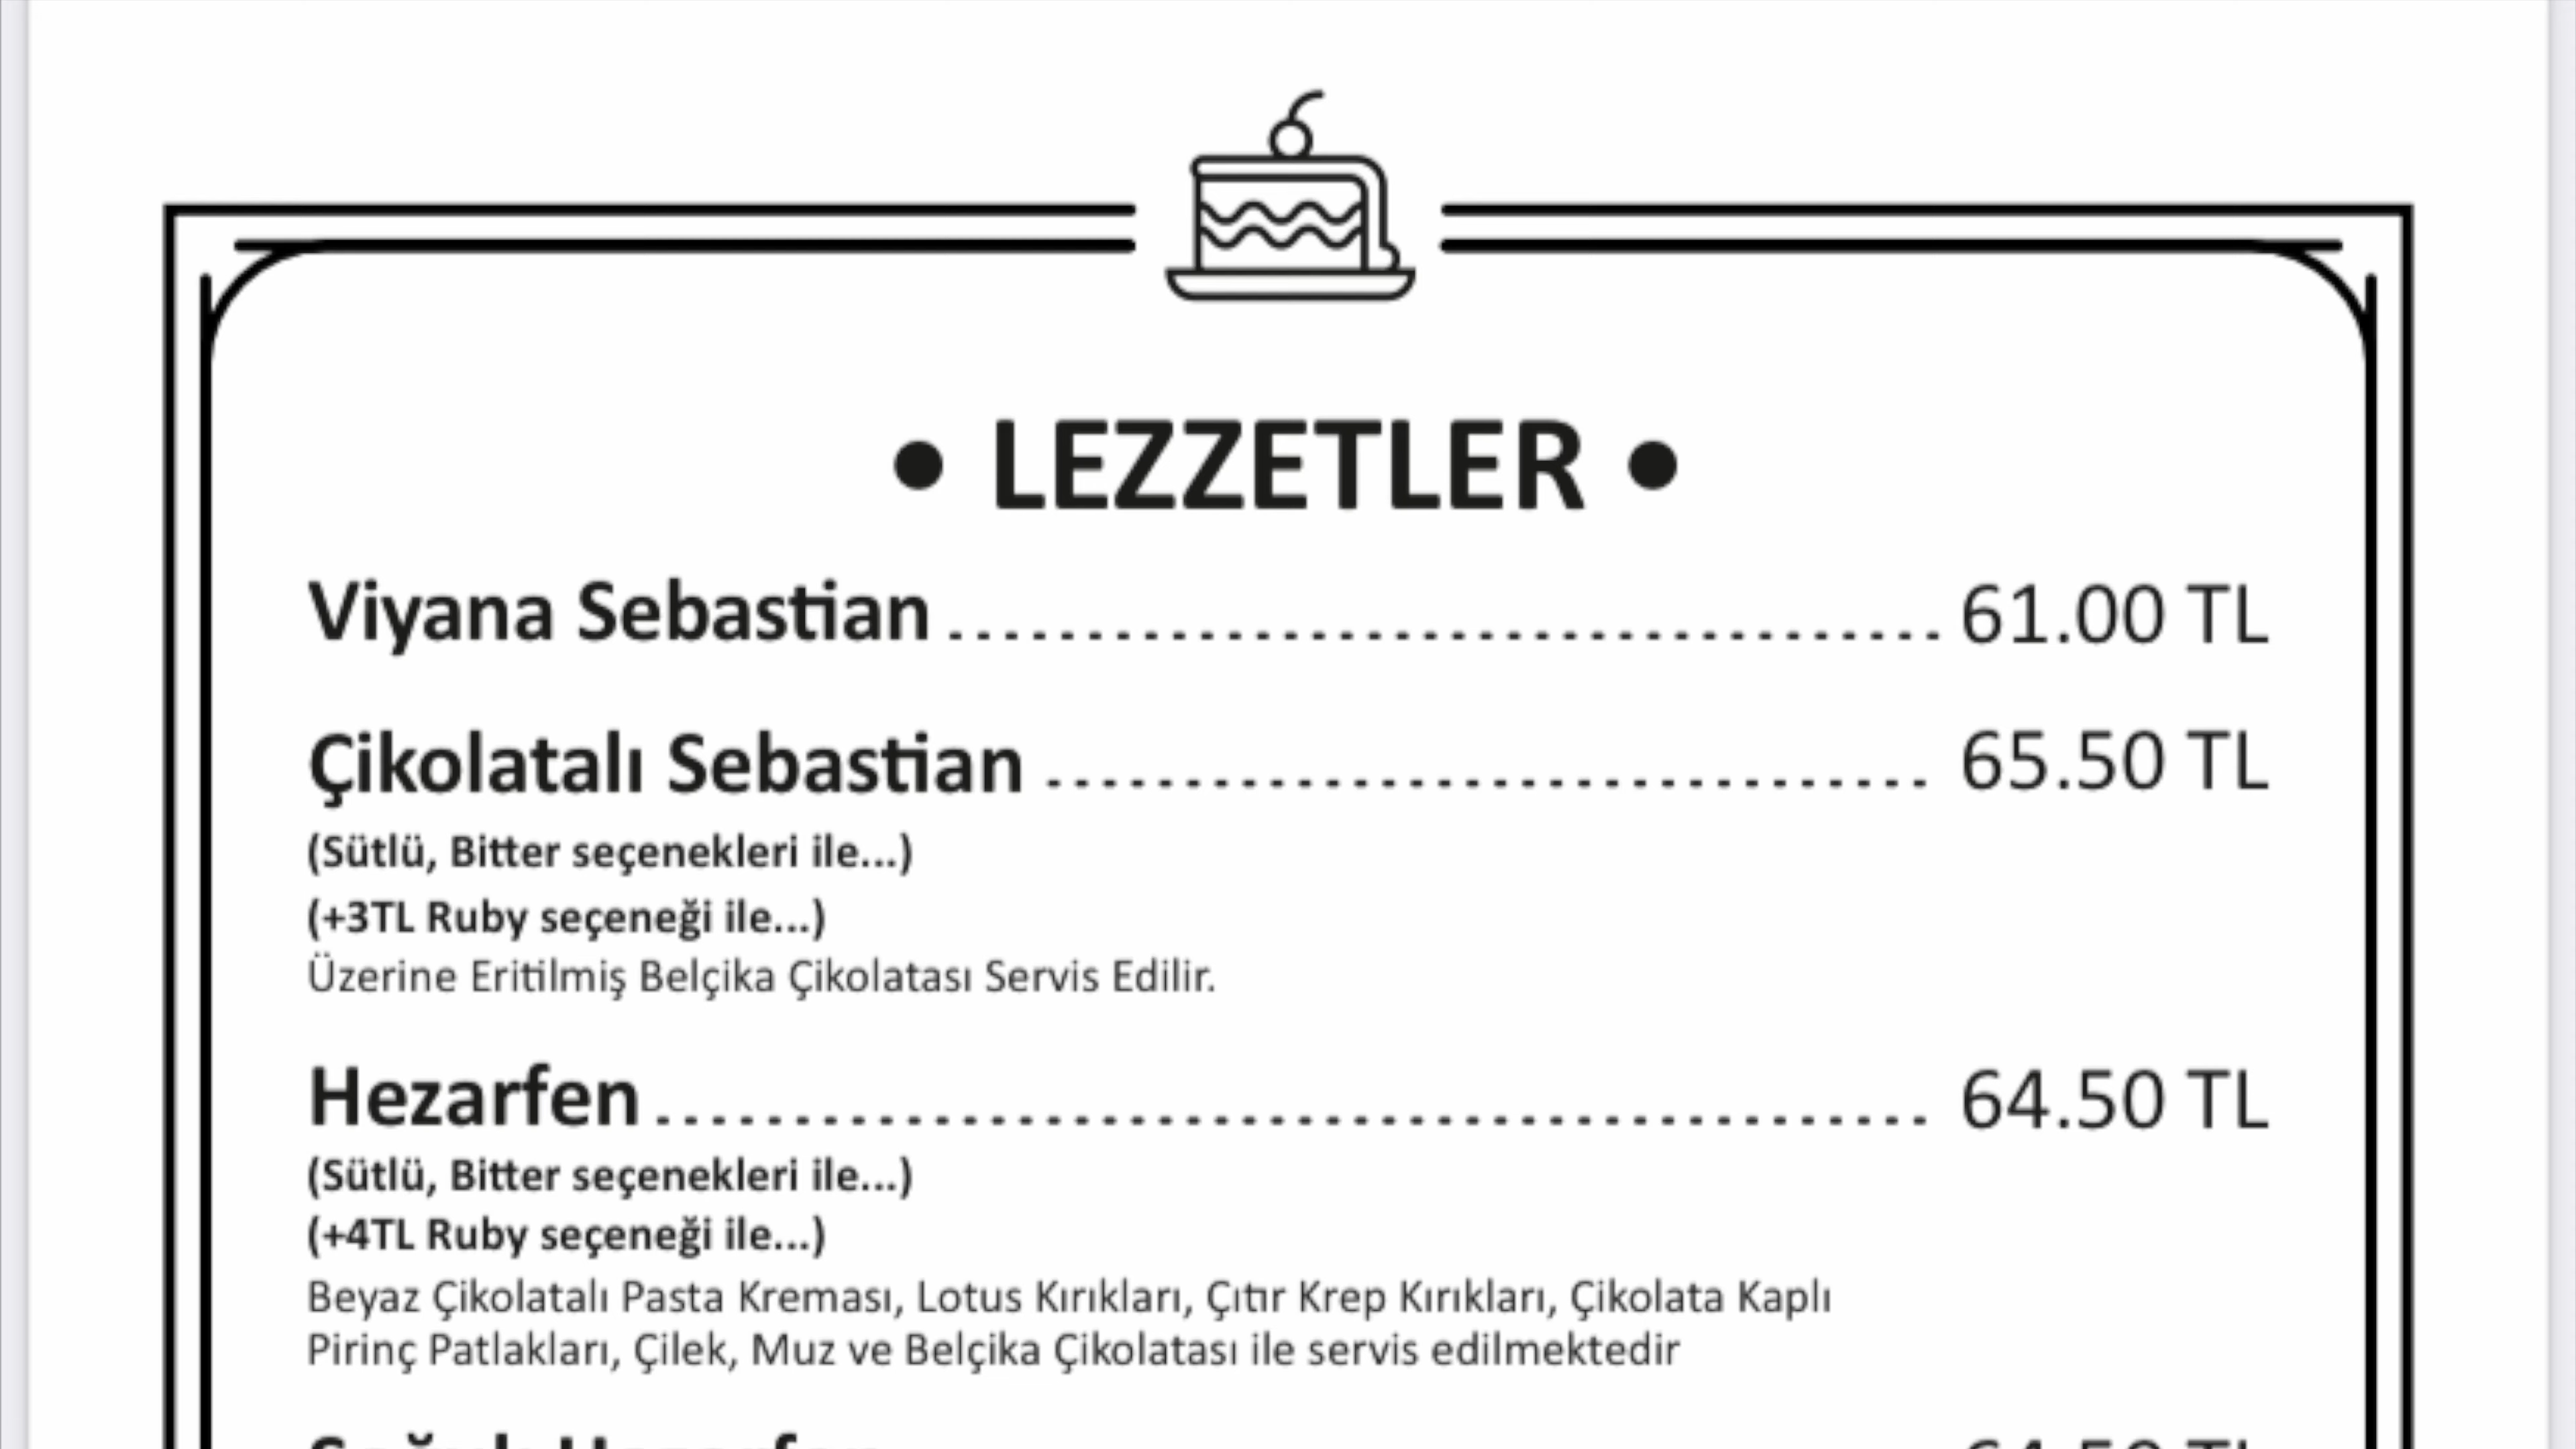 • LEZZETLER •
Viyana Sebastian .................................... 61.00 TL
Çikolatalı Sebastian ................................ 65.50 TL
(Sütlü, Bitter seçenekleri ile...)
(+3TL Ruby seçeneği ile...)
Üzerine Eritilmiş Belçika Çikolatası Servis Edilir.
Hezarfen .............................................. 64.50 TL
(Sütlü, Bitter seçenekleri ile...)
(+4TL Ruby seçeneği ile...)
Beyaz Çikolatalı Pasta Kreması, Lotus Kırıkları, Çıtır Krep Kırıkları, Çikolata Kaplı
Pirinç Patlakları, Çilek, Muz ve Belçika Çikolatası ile servis edilmektedir